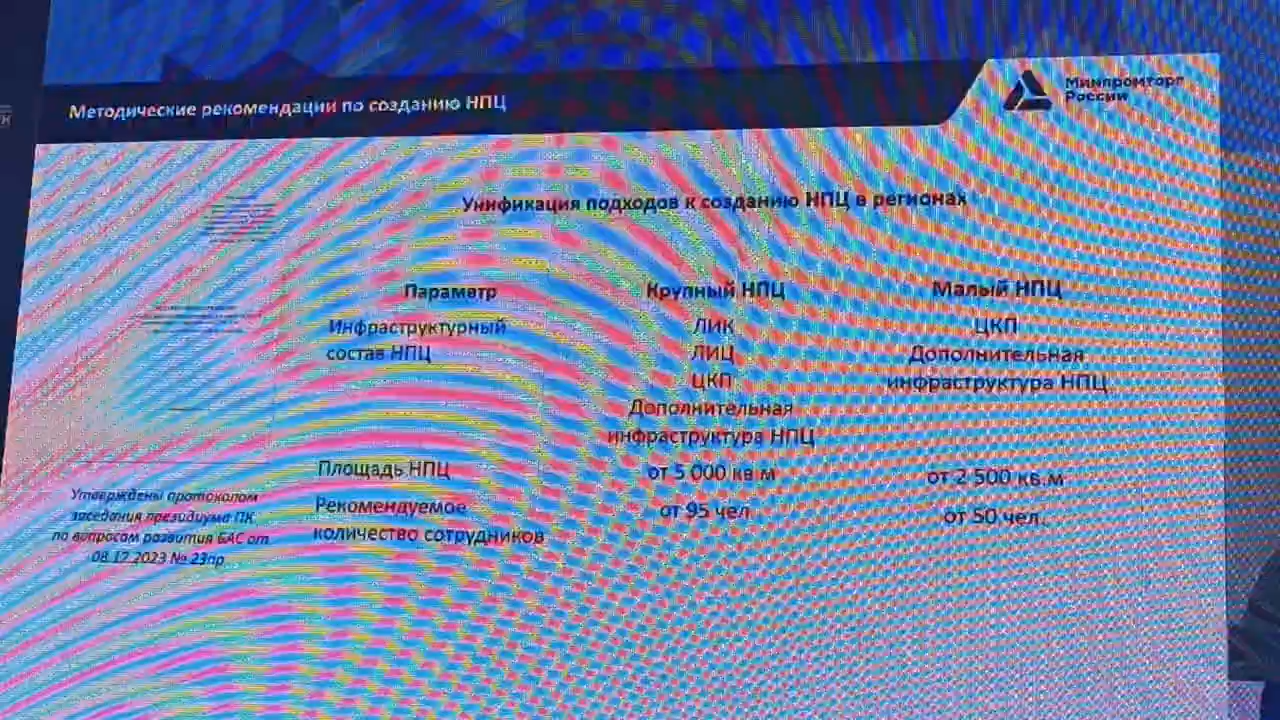 Методические рекомендации по созданию НПЦ
Минпромторг
России
Унификация подходов к созданию НПЦ в регионах
Параметр Крупный НПЦ Малый НПЦ
Инфраструктурный ЛИК ЦКП
состав НПЦ ЛИЦ Дополнительная
ЦКП инфраструктура НПЦ
Дополнительная
инфраструктура НПЦ
Площадь НПЦ от 5 000 кв.м от 2 500 кв.м
Рекомендуемое от 95 чел. от 50 чел.
количество сотрудников
Утверждены протоколом
заседания президиума ПК
по вопросам развития БАС от
08.12.2023 № 23пр